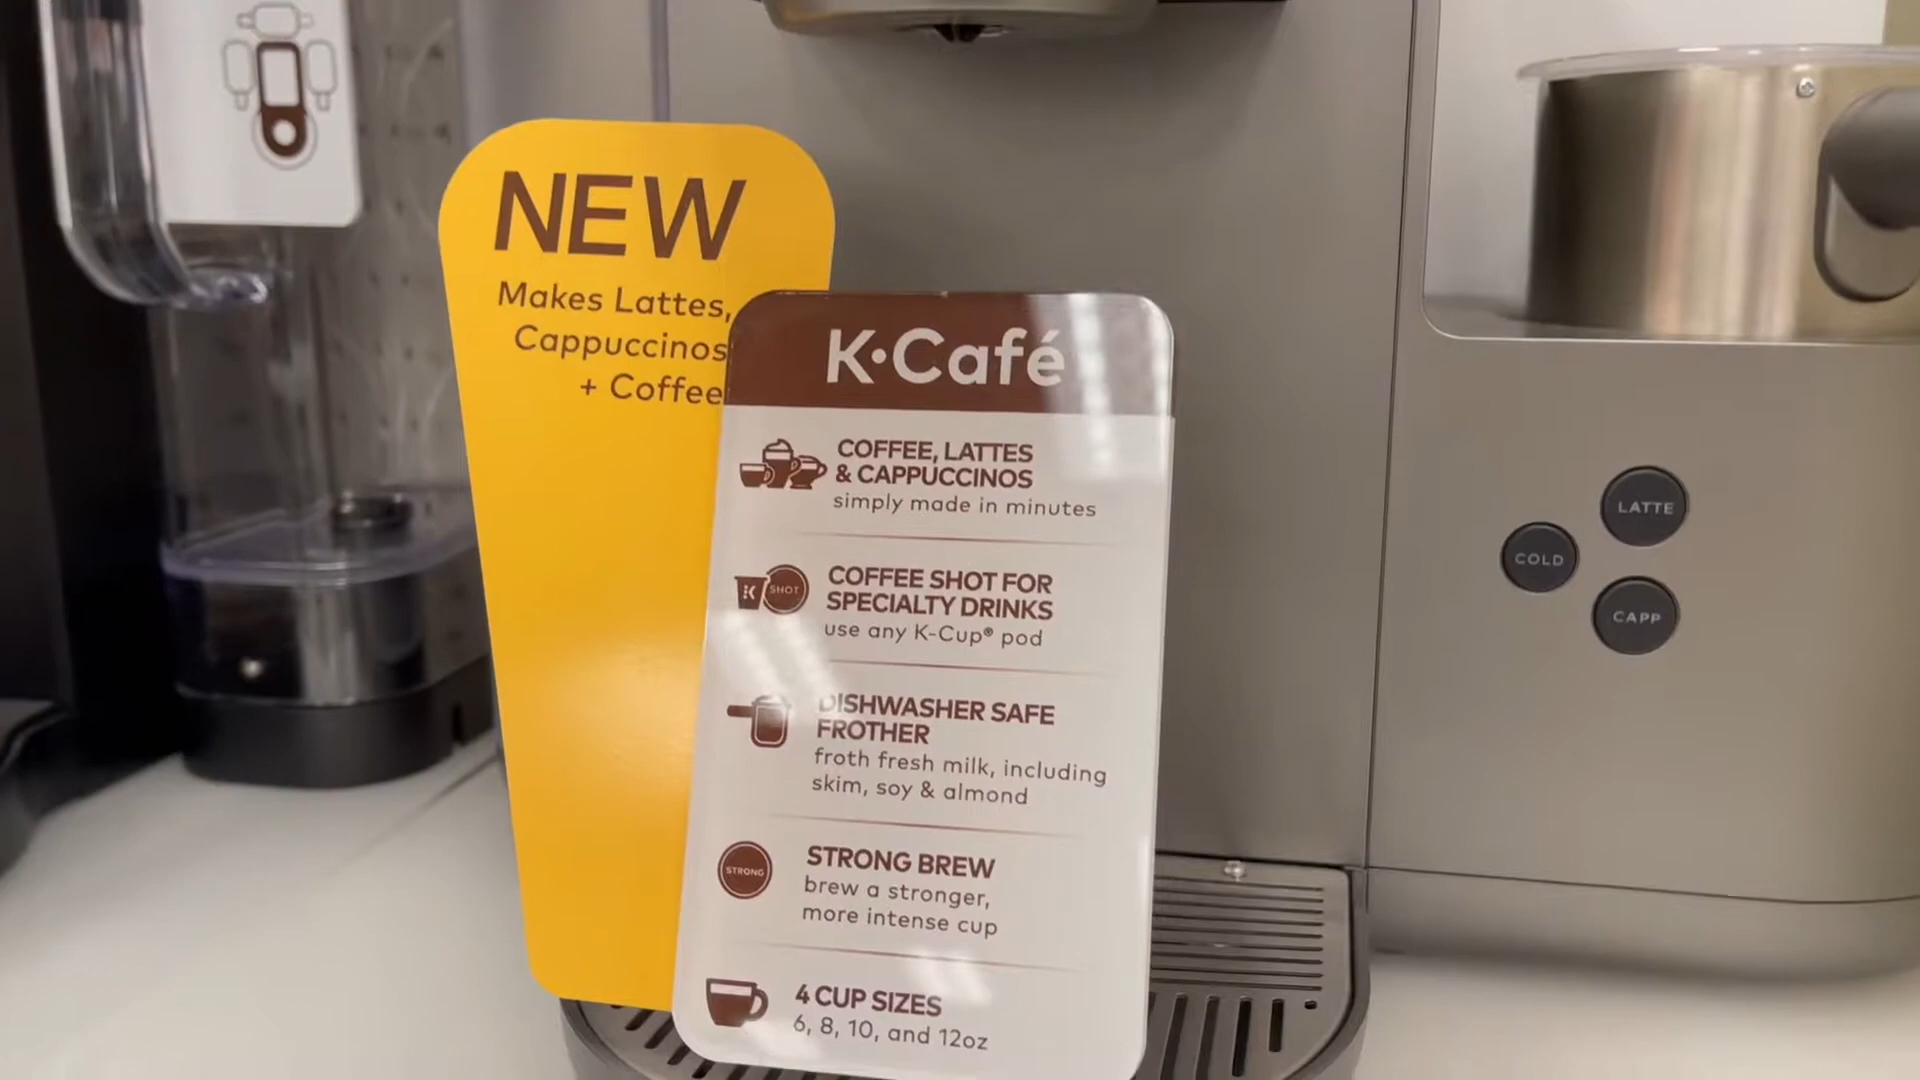 NEW
Makes Lattes,
Cappuccinos
+ Coffee
K•Café
COFFEE, LATTES
& CAPPUCCINOS
simply made in minutes
K
SHOT
COFFEE SHOT FOR
SPECIALTY DRINKS
use any K-Cup® pod
DISHWASHER SAFE
FROTHER
froth fresh milk, including
skim, soy & almond
STRONG
STRONG BREW
brew a stronger,
more intense cup
4 CUP SIZES
6, 8, 10, and 12oz
LATTE
COLD
CAPP